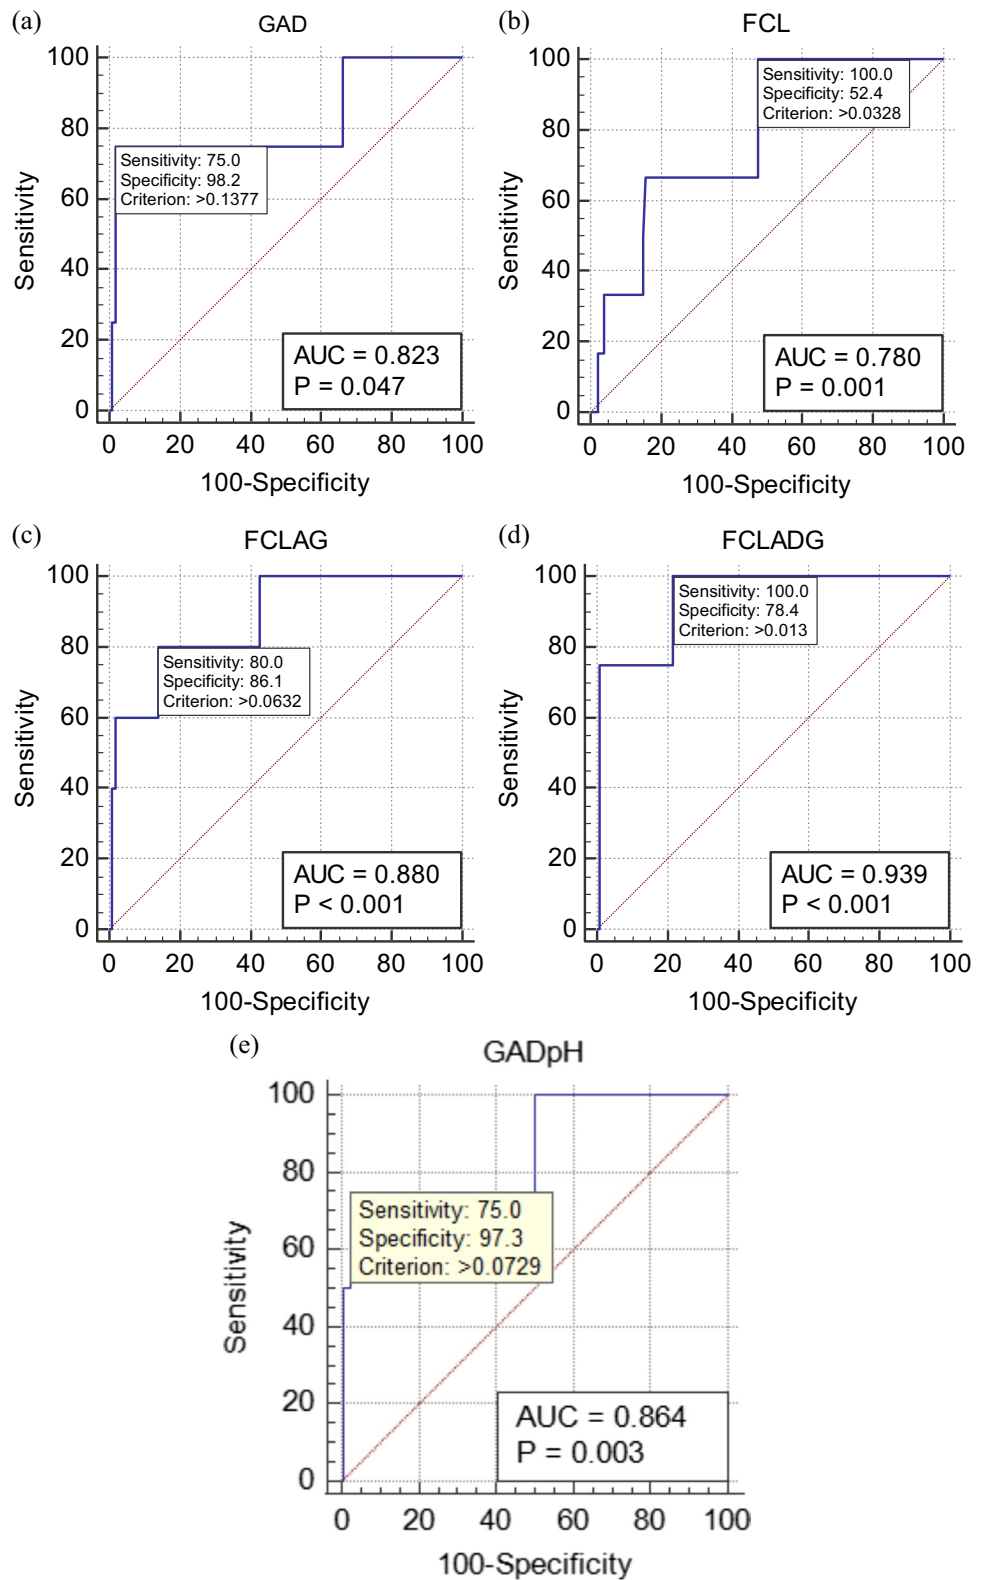 (a)
GAD
100
80
60
40
20
0
Sensitivity
Sensitivity: 75.0
Specificity: 98.2
Criterion: >0.1377
AUC = 0.823
P = 0.047
0 20 40 60 80 100
100-Specificity
(b)
FCL
100
80
60
40
20
0
Sensitivity
Sensitivity: 100.0
Specificity: 52.4
Criterion: >0.0328
AUC = 0.780
P = 0.001
0 20 40 60 80 100
100-Specificity
(c)
FCLAG
100
80
60
40
20
0
Sensitivity
Sensitivity: 80.0
Specificity: 86.1
Criterion: >0.0632
AUC = 0.880
P < 0.001
0 20 40 60 80 100
100-Specificity
(d)
FCLADG
100
80
60
40
20
0
Sensitivity
Sensitivity: 100.0
Specificity: 78.4
Criterion: >0.013
AUC = 0.939
P < 0.001
0 20 40 60 80 100
100-Specificity
(e)
GADpH
100
80
60
40
20
0
Sensitivity
Sensitivity: 75.0
Specificity: 97.3
Criterion: >0.0729
AUC = 0.864
P = 0.003
0 20 40 60 80 100
100-Specificity